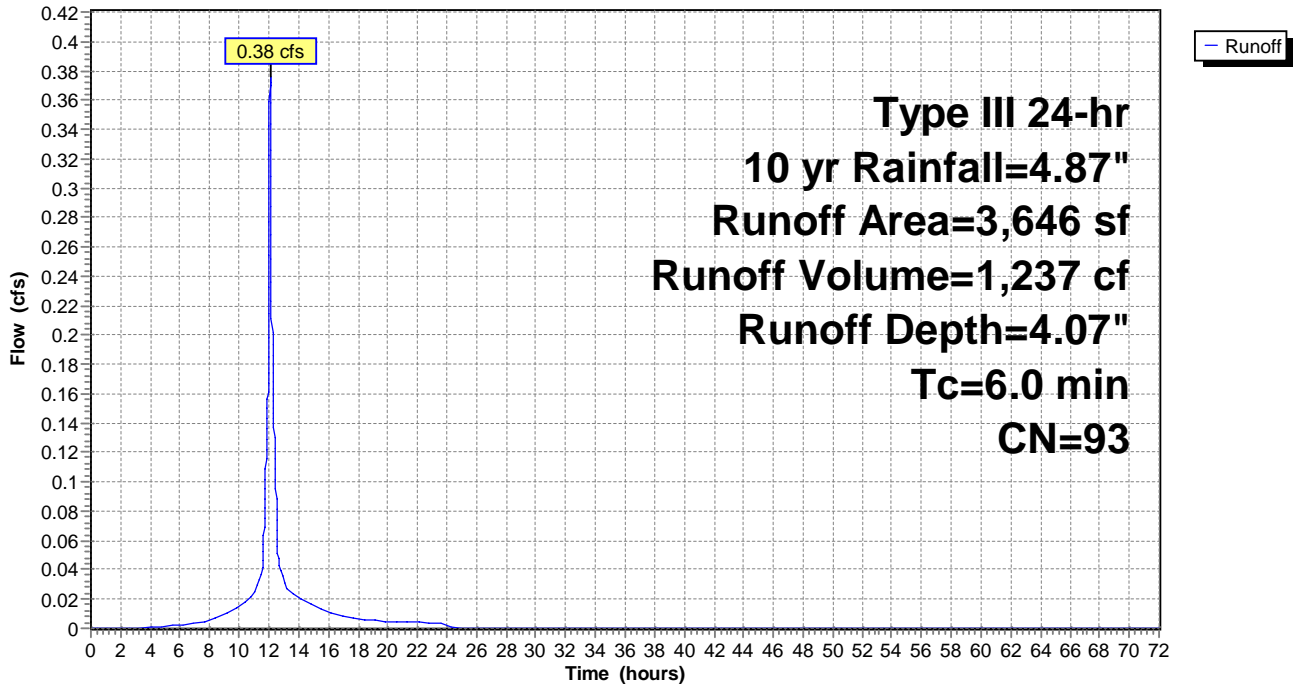 0.42
0.4
0.38
0.36
0.34
0.32
0.3
0.28
0.26
0.24
0.22
0.2
0.18
0.16
0.14
0.12
0.1
0.08
0.06
0.04
0.02
0
Flow (cfs)
0.38 cfs
Runoff
Type III 24-hr
10 yr Rainfall=4.87"
Runoff Area=3,646 sf
Runoff Volume=1,237 cf
Runoff Depth=4.07"
Tc=6.0 min
CN=93
0 2 4 6 8 10 12 14 16 18 20 22 24 26 28 30 32 34 36 38 40 42 44 46 48 50 52 54 56 58 60 62 64 66 68 70 72
Time (hours)